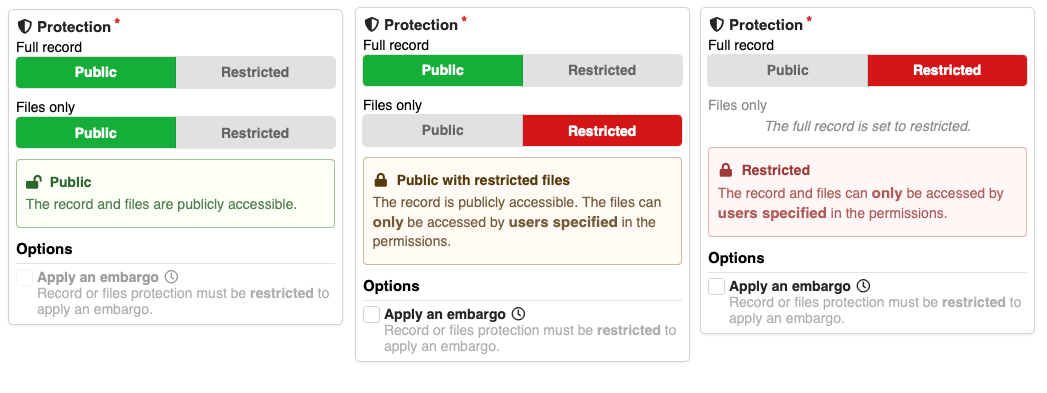 Protection *
Full record
Public Restricted
Files only
Public Restricted
Public
The record and files are publicly accessible.
Options
Apply an embargo
Record or files protection must be restricted to
apply an embargo.
Protection *
Full record
Public Restricted
Files only
Public Restricted
Public with restricted files
The record is publicly accessible. The files can
only be accessed by users specified in the
permissions.
Options
Apply an embargo
Record or files protection must be restricted to
apply an embargo.
Protection *
Full record
Public Restricted
Files only
The full record is set to restricted.
Restricted
The record and files can only be accessed by
users specified in the permissions.
Options
Apply an embargo
Record or files protection must be restricted to
apply an embargo.